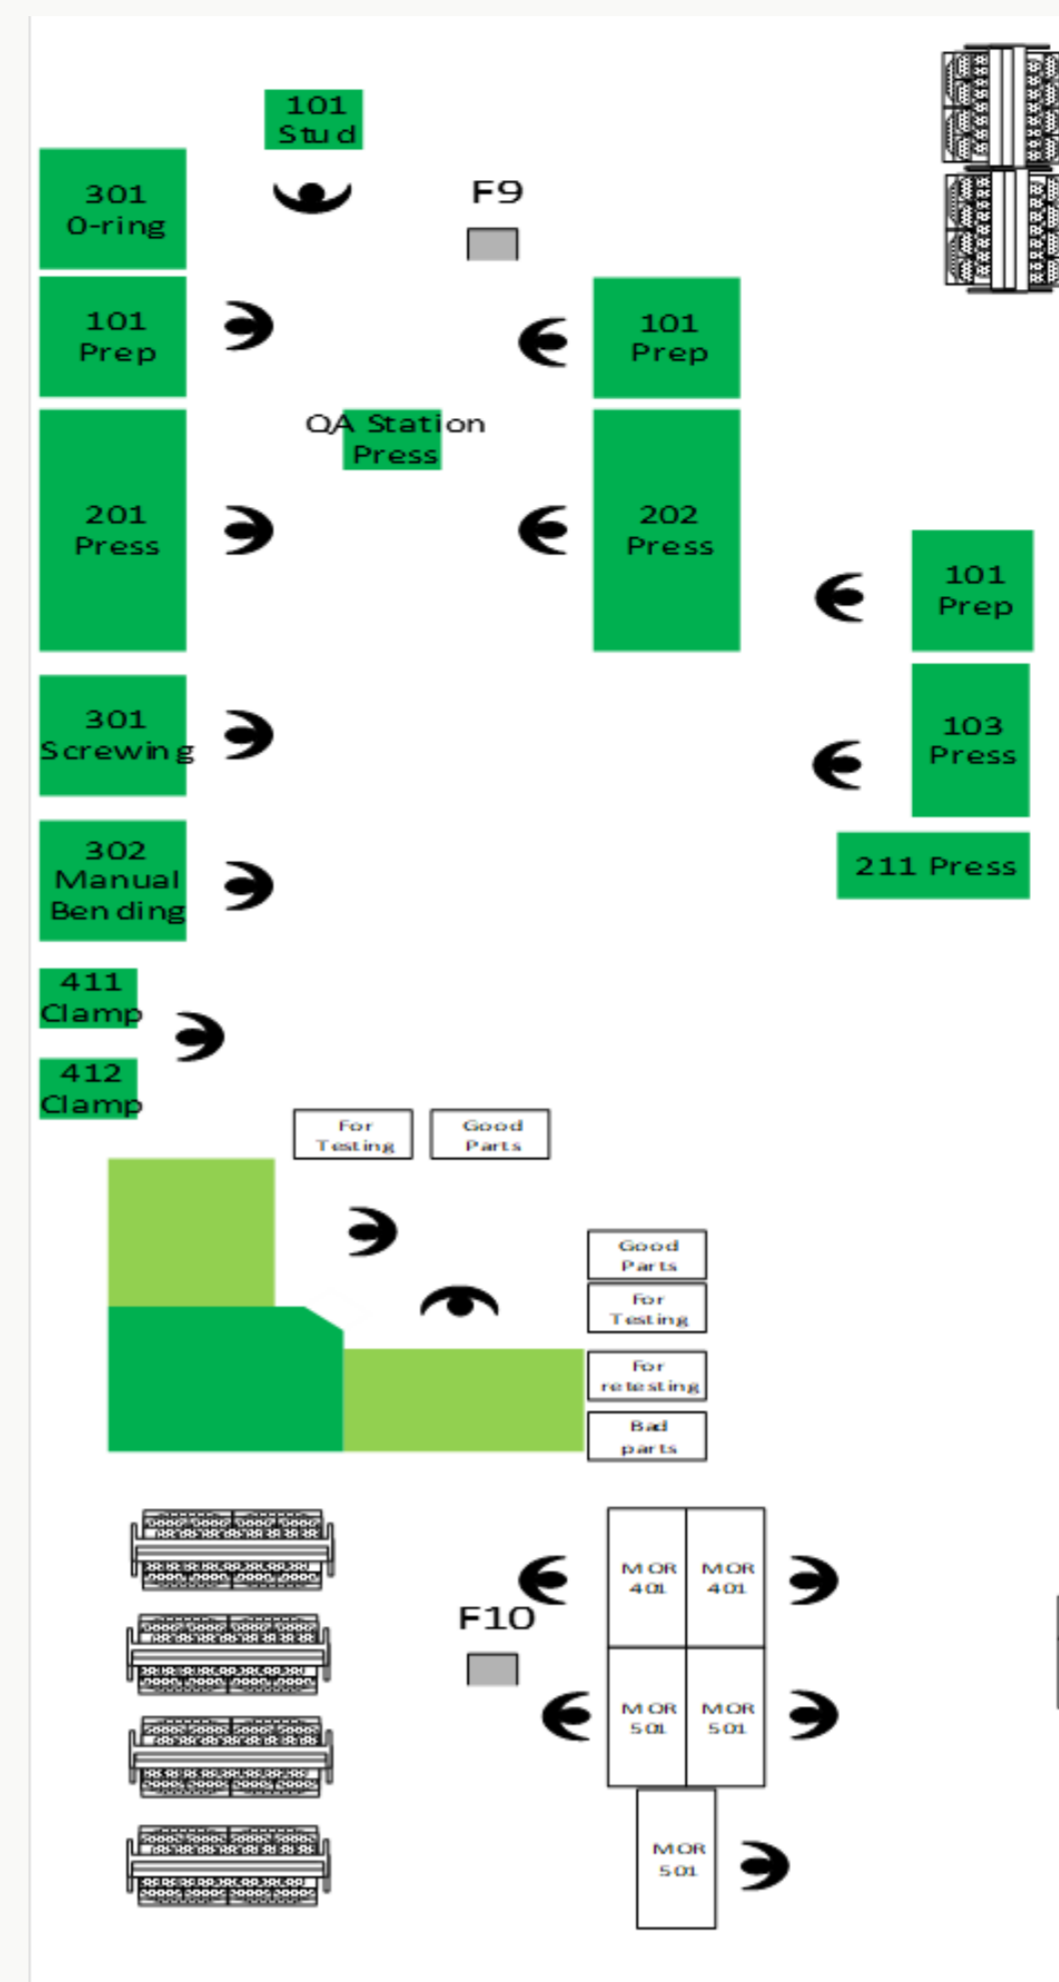 101
Stud
301
0-ring
F9
101
Prep
101
Prep
QA Station
Press
201
Press
202
Press
101
Prep
301
Screwing
103
Press
302
Manual
Bending
211 Press
411
Clamp
412
Clamp
For
Testing
Good
Parts
Good
Parts
For
Testing
For
retesting
Bad
parts
MOR
401
MOR
401
F10
MOR
501
MOR
501
MOR
501